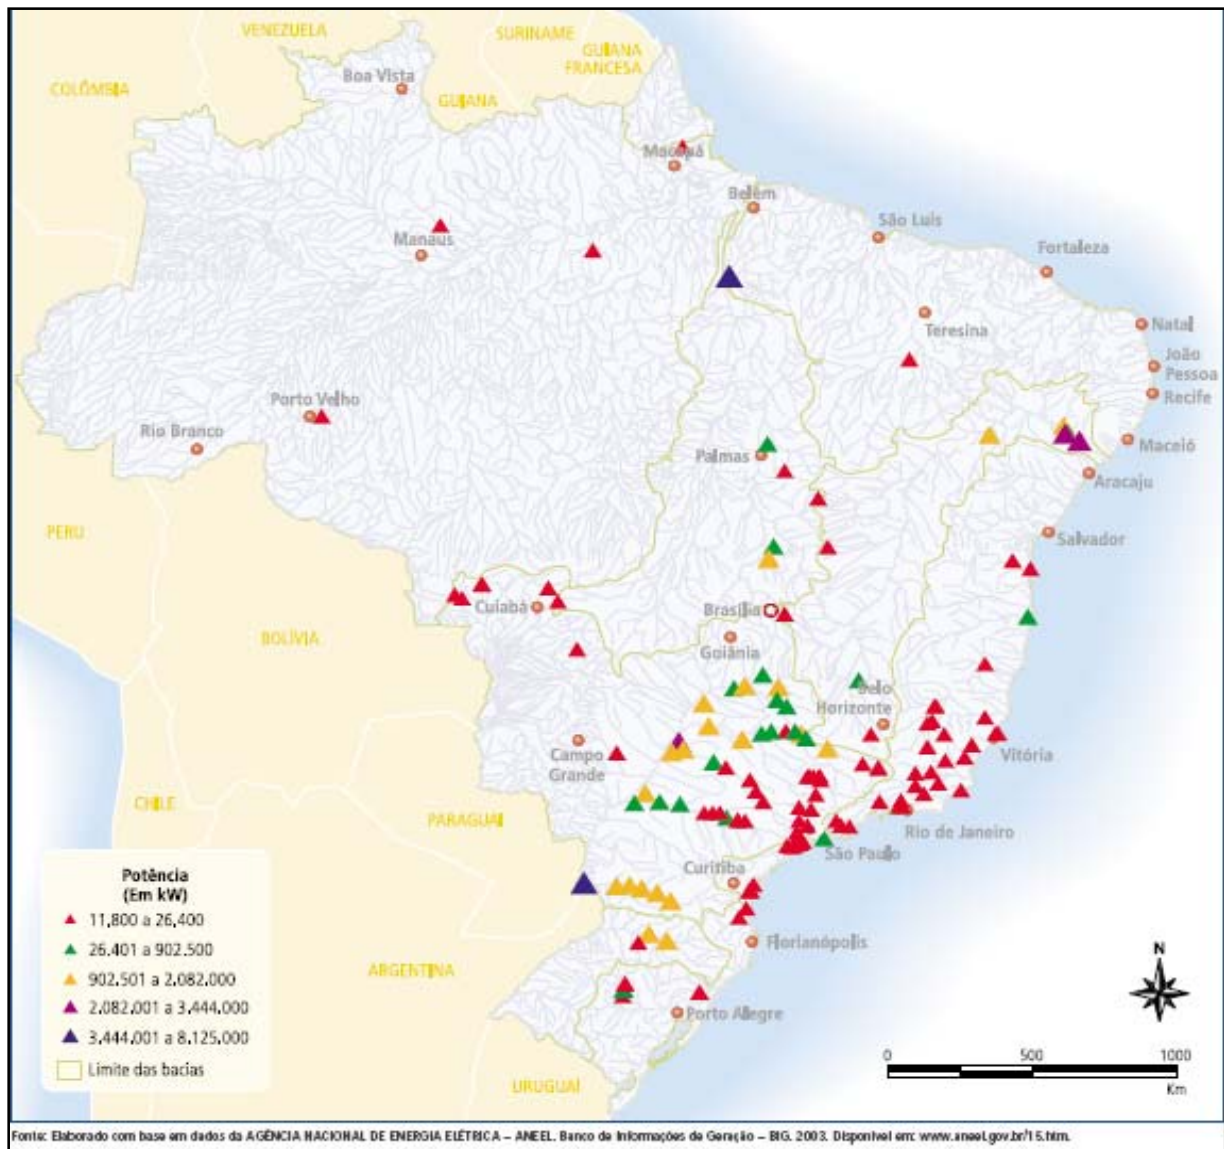 VENEZUELA
SURINAME
GUIANA
FRANCESA
COLÔMBIA
Boa Vista
GUIANA
Macapá
Belém
São Luis
Manaus
Fortaleza
Teresina
Natal
João
Pessoa
Porto Velho
Recife
Rio Branco
Palmas
Maceió
Aracaju
PERU
Salvador
Cuiabá
Brasília
BOLÍVIA
Goiânia
Belo
Horizonte
Campo
Grande
Vitória
CHILE
PARAGUAI
Rio de Janeiro
São Paulo
Curitiba
Potência
(Em kW)
11,800 a 26,400
26.401 a 902.500
902.501 a 2.082.000
2.082.001 a 3.444.000
3.444.001 a 8.125.000
Limite das bacias
Florianópolis
ARGENTINA
N
Porto Alegre
0 500 1000
Km
URUGUAI
Fonte: Elaborado com base em dados da AGÊNCIA NACIONAL DE ENERGIA ELÉTRICA – ANEEL. Banco de Informações de Geração – BIG. 2003. Disponível em: www.aneel.gov.br/15.htm.